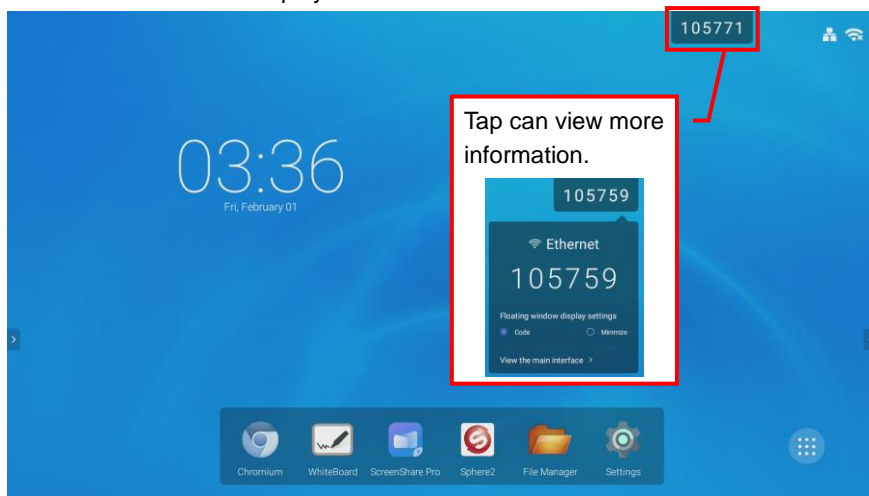 105771
Tap can view more
information.
03:36
Fri, February 01
105759
Ethernet
105759
Floating window display settings
Code
Minimize
View the main interface >
Chromium
WhiteBoard
ScreenShare Pro
Sphere2
File Manager
Settings